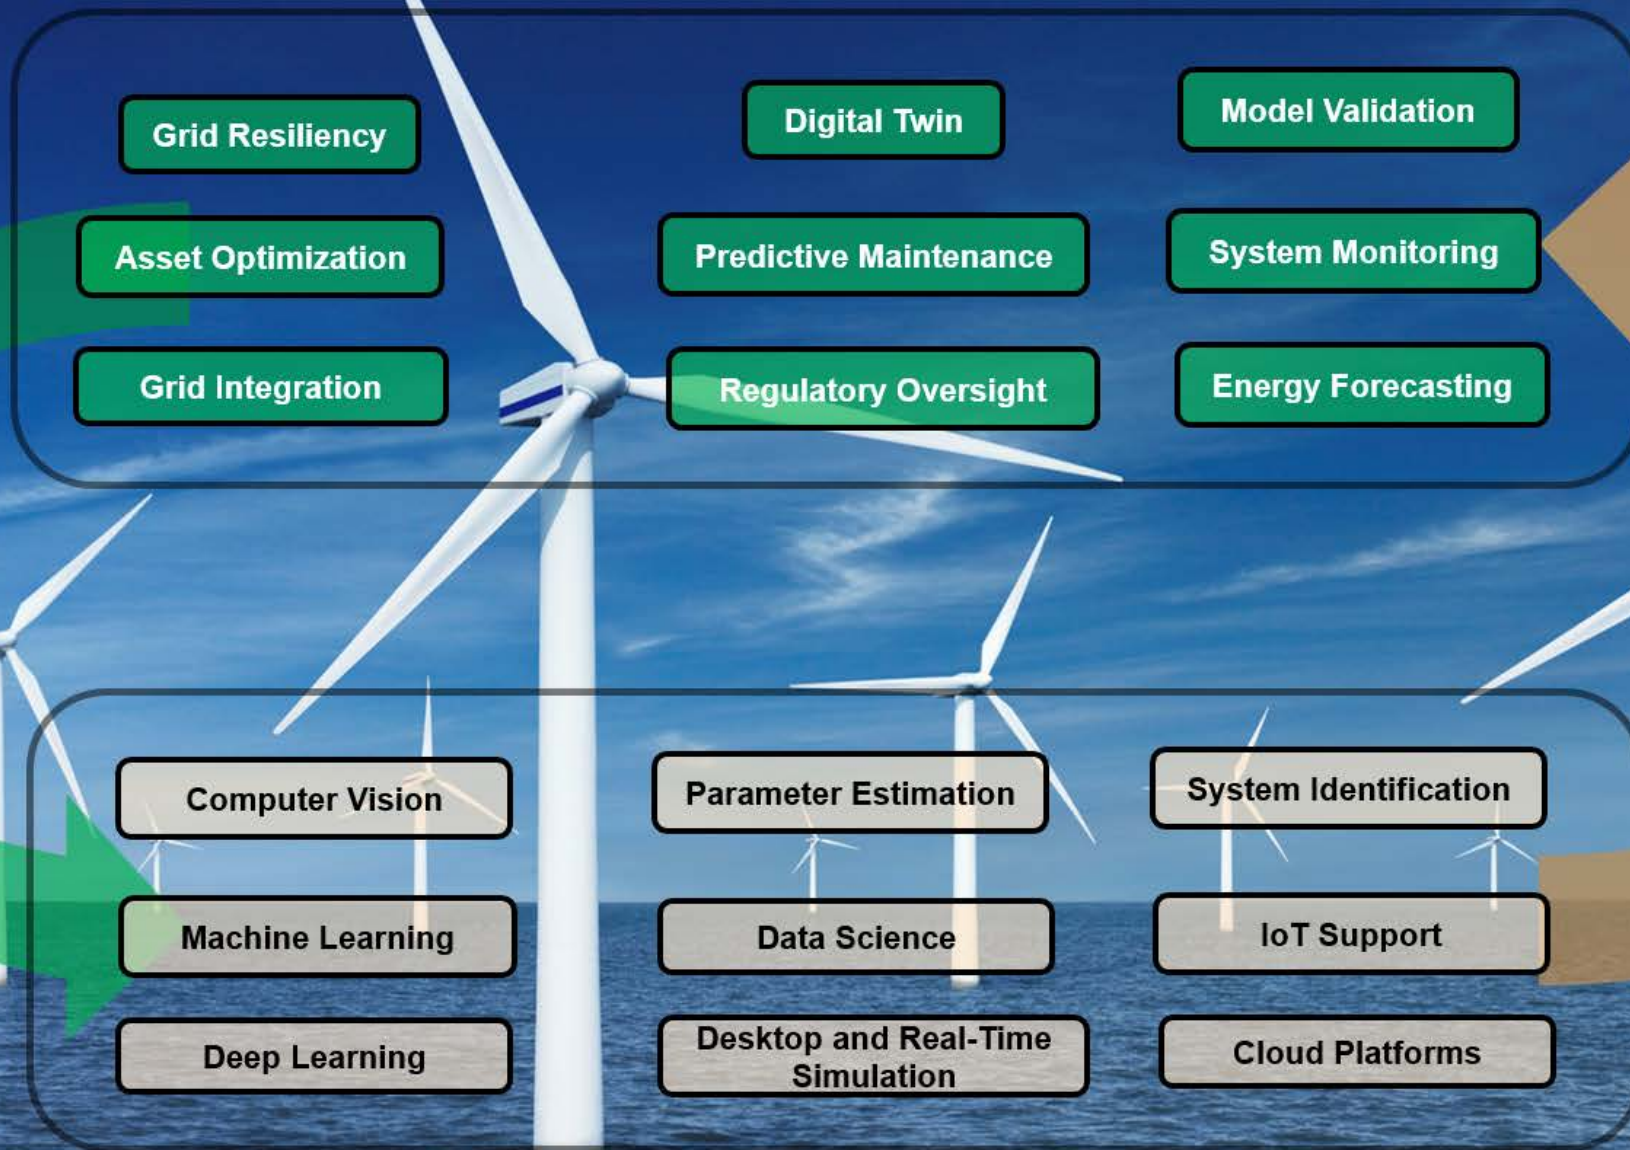 Grid Resiliency
Digital Twin
Model Validation
Asset Optimization
Predictive Maintenance
System Monitoring
Grid Integration
Regulatory Oversight
Energy Forecasting
Computer Vision
Parameter Estimation
System Identification
Machine Learning
Data Science
IoT Support
Deep Learning
Desktop and Real-Time
Simulation
Cloud Platforms